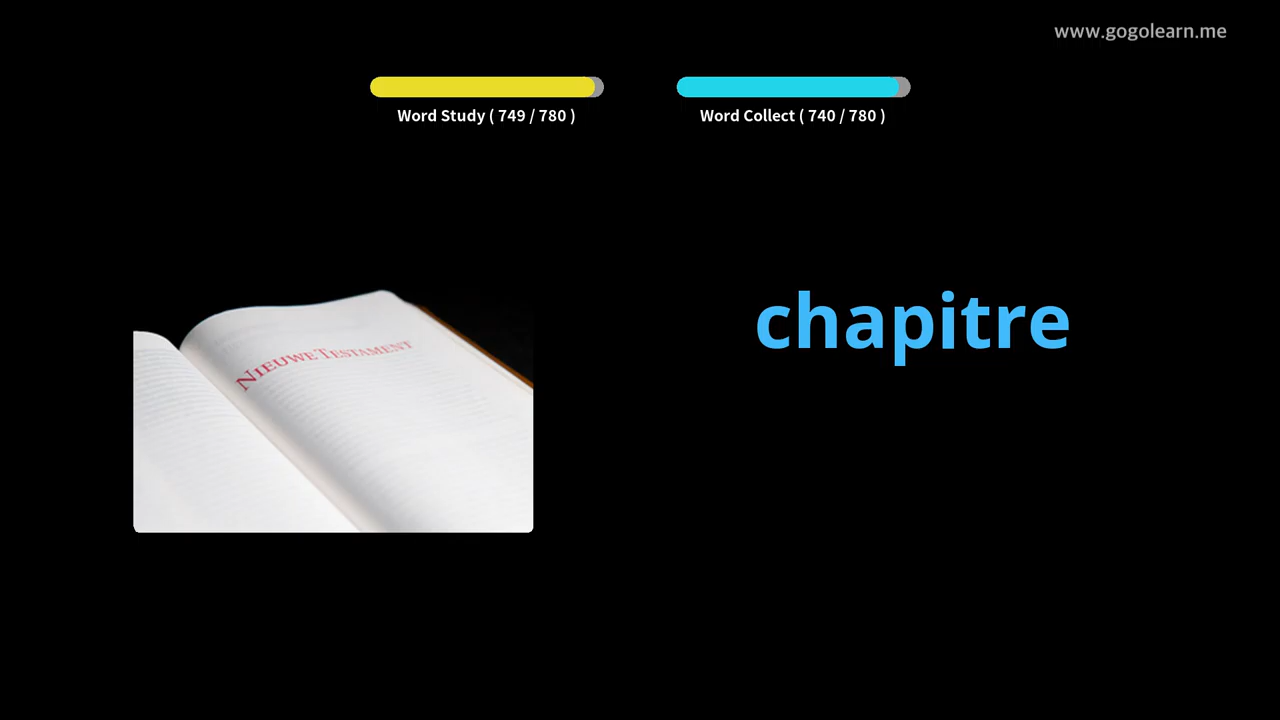 www.gogolearn.me
Word Study ( 749 / 780 )
Word Collect ( 740 / 780 )
NIEUWE TESTAMENT
chapitre